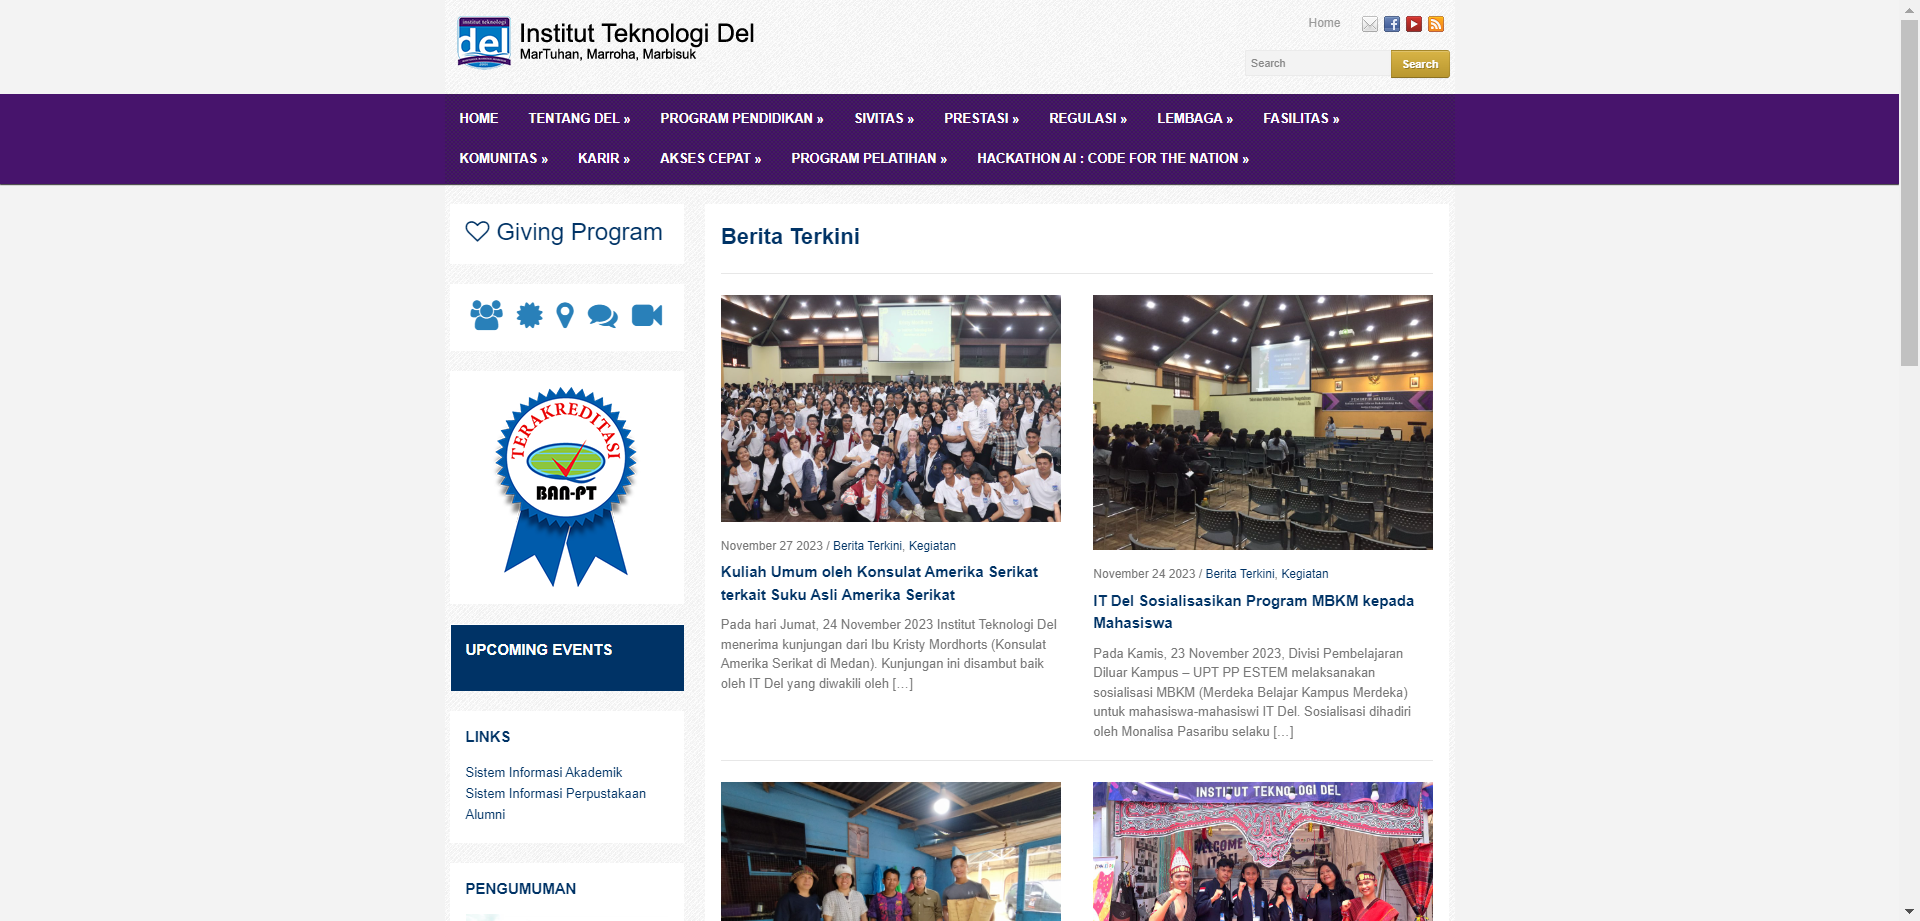 institut teknologi
del
Institut Teknologi Del
MarTuhan, Marroha, Marbisuk
Home
Search
Search
HOME TENTANG DEL » PROGRAM PENDIDIKAN » SIVITAS » PRESTASI » REGULASI » LEMBAGA » FASILITAS »
KOMUNITAS » KARIR » AKSES CEPAT » PROGRAM PELATIHAN » HACKATHON AI : CODE FOR THE NATION »
Giving Program
TERAKREDITASI
BAN-PT
UPCOMING EVENTS
LINKS
Sistem Informasi Akademik
Sistem Informasi Perpustakaan
Alumni
PENGUMUMAN
Berita Terkini
November 27 2023 / Berita Terkini, Kegiatan
Kuliah Umum oleh Konsulat Amerika Serikat
terkait Suku Asli Amerika Serikat
Pada hari Jumat, 24 November 2023 Institut Teknologi Del
menerima kunjungan dari Ibu Kristy Mordhorts (Konsulat
Amerika Serikat di Medan). Kunjungan ini disambut baik
oleh IT Del yang diwakili oleh […]
November 24 2023 / Berita Terkini, Kegiatan
IT Del Sosialisasikan Program MBKM kepada
Mahasiswa
Pada Kamis, 23 November 2023, Divisi Pembelajaran
Diluar Kampus – UPT PP ESTEM melaksanakan
sosialisasi MBKM (Merdeka Belajar Kampus Merdeka)
untuk mahasiswa-mahasiswi IT Del. Sosialisasi dihadiri
oleh Monalisa Pasaribu selaku […]
INSTITUT TEKNOLOGI DEL
WELCOME